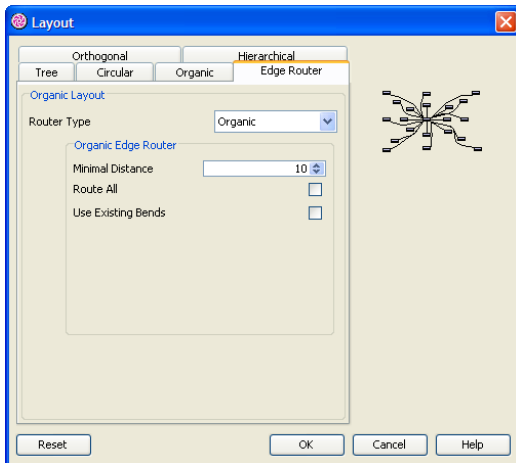 Layout
Orthogonal Hierarchical
Tree Circular Organic Edge Router
Organic Layout
Router Type Organic
Organic Edge Router
Minimal Distance 10
Route All
Use Existing Bends
Reset OK Cancel Help